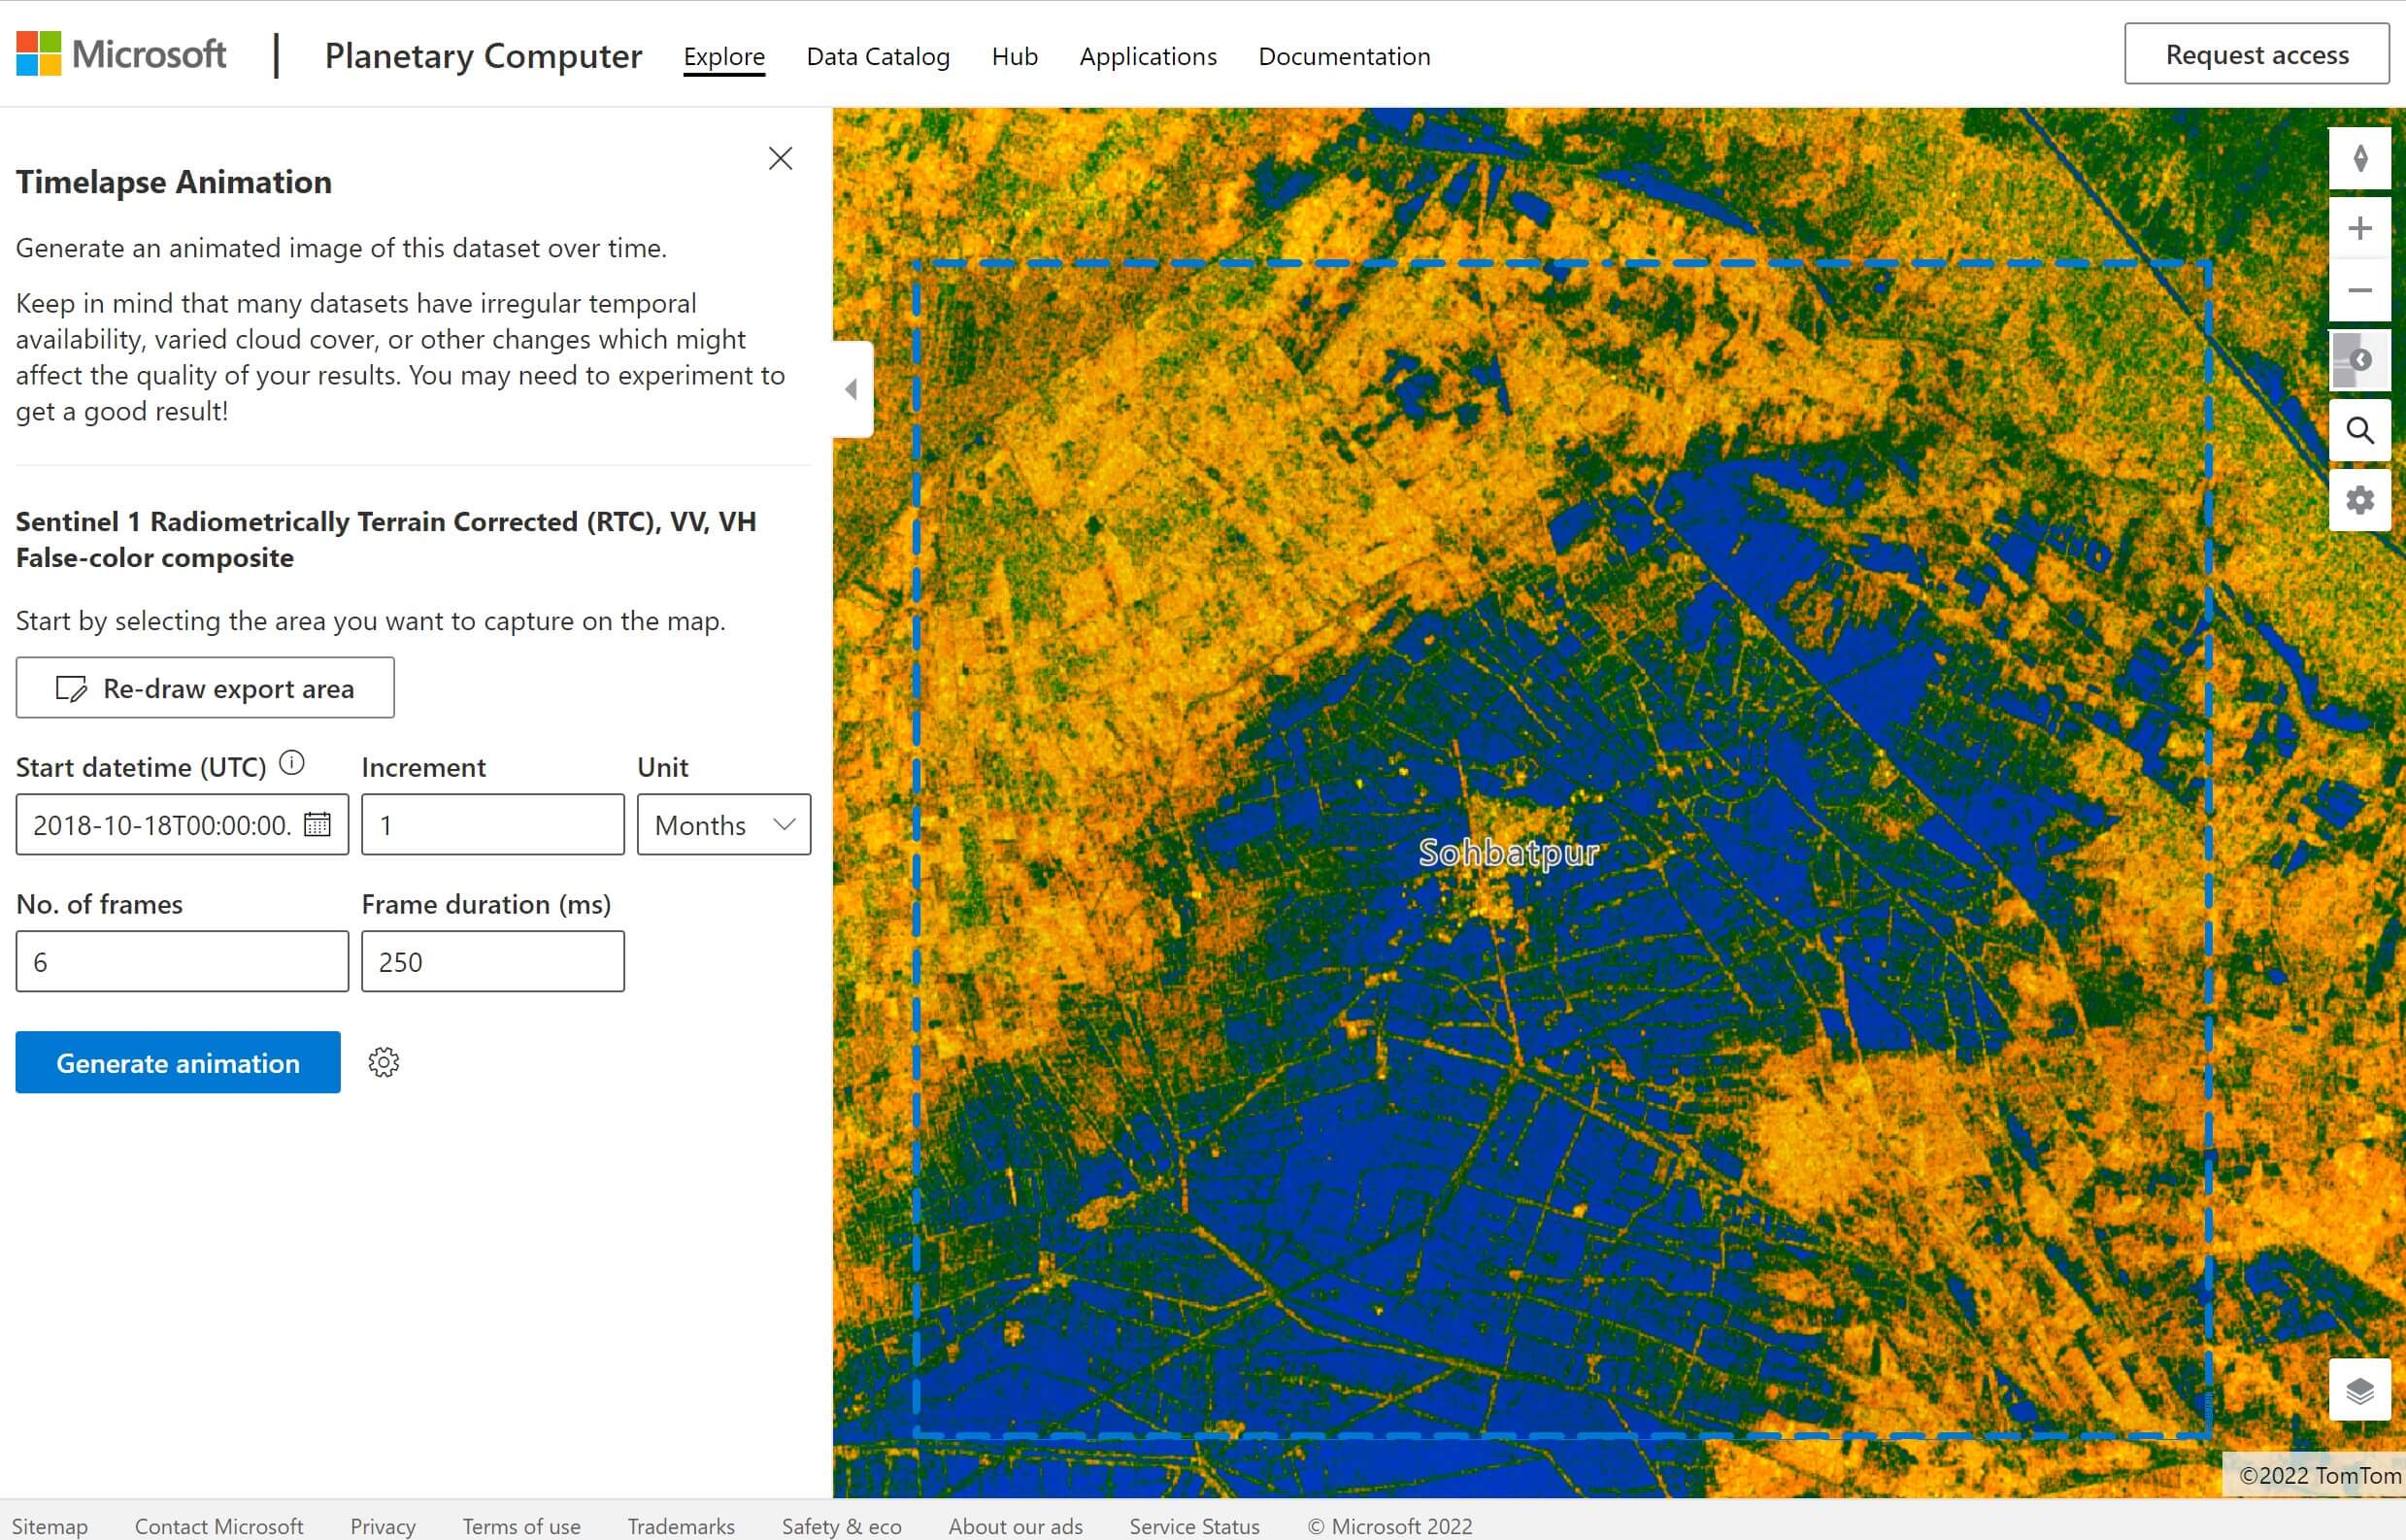 Microsoft | Planetary Computer Explore Data Catalog Hub Applications Documentation Request access
Timelapse Animation
Generate an animated image of this dataset over time.
Keep in mind that many datasets have irregular temporal
availability, varied cloud cover, or other changes which might
affect the quality of your results. You may need to experiment to
get a good result!
Sentinel 1 Radiometrically Terrain Corrected (RTC), VV, VH
False-color composite
Start by selecting the area you want to capture on the map.
Re-draw export area
Start datetime (UTC) Increment Unit
2018-10-18T00:00:00. 1 Months
No. of frames Frame duration (ms)
6 250
Generate animation
Sohbatpur
©2022 TomTom
Sitemap Contact Microsoft Privacy Terms of use Trademarks Safety & eco About our ads Service Status © Microsoft 2022